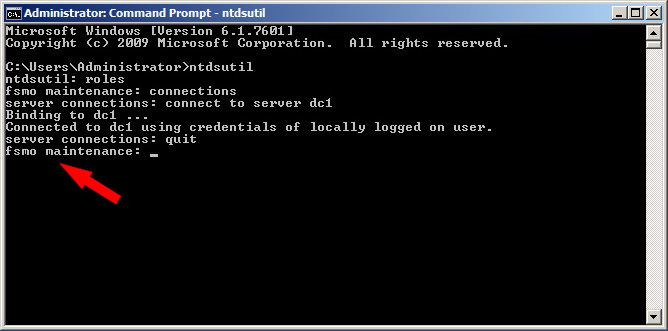 Administrator: Command Prompt - ntdsutil
Microsoft Windows [Version 6.1.7601]
Copyright (c) 2009 Microsoft Corporation.  All rights reserved.
C:\Users\Administrator>ntdsutil
ntdsutil: roles
fsmo maintenance: connections
server connections: connect to server dc1
Binding to dc1 ...
Connected to dc1 using credentials of locally logged on user.
server connections: quit
fsmo maintenance: _